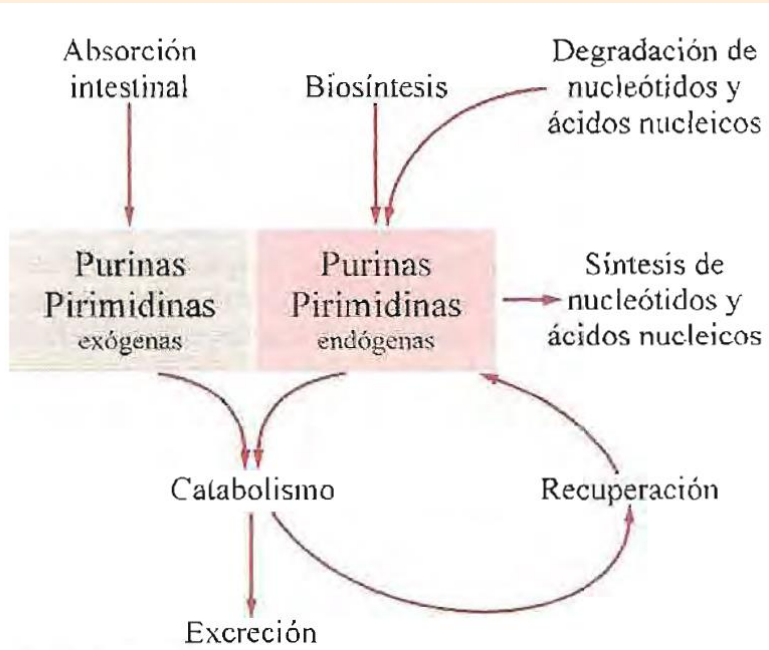 Absorción
intestinal
Biosíntesis
Degradación de
nucleótidos y
ácidos nucleicos
Purinas
Pirimidinas
exógenas
Purinas
Pirimidinas
endógenas
Síntesis de
nucleótidos y
ácidos nucleicos
Catabolismo
Recuperación
Excreción